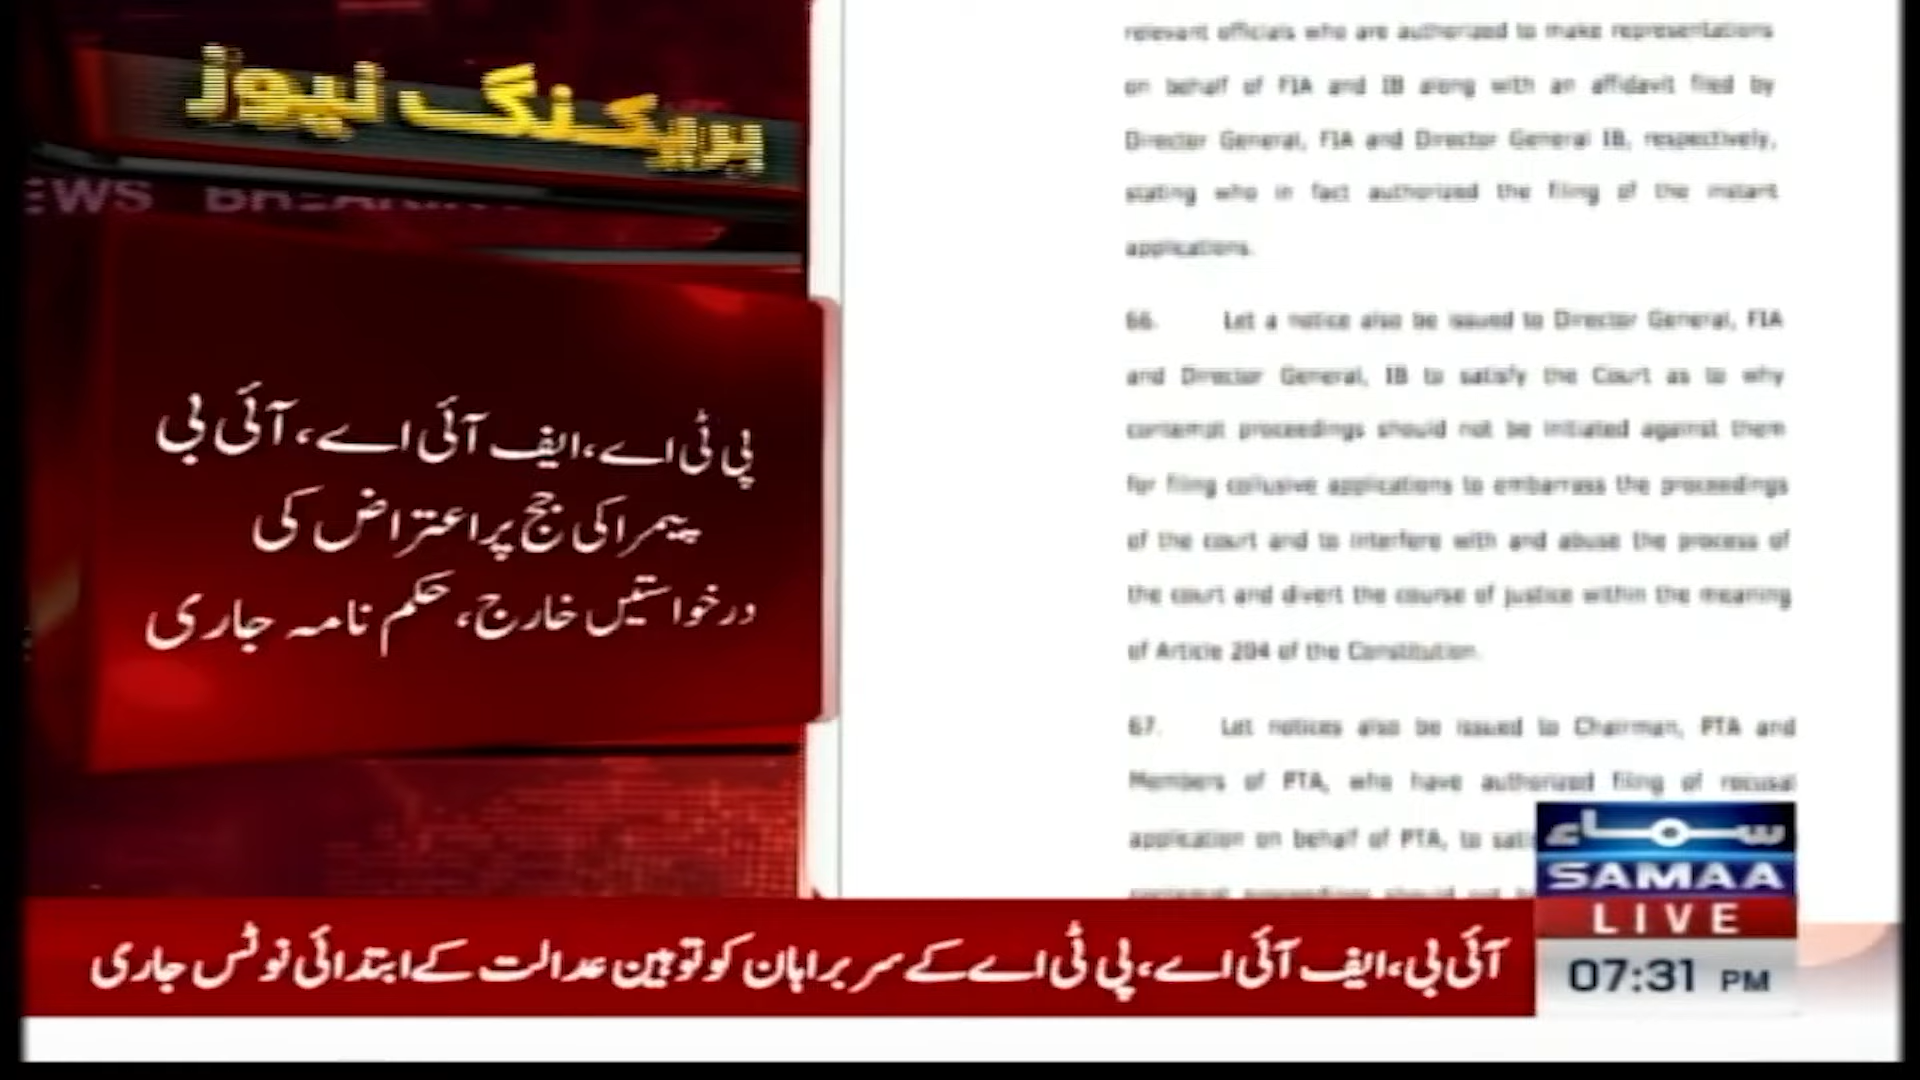 بریکنگ نیوز
EWS BREAKIN
پی ٹی اے، ایف آئی اے، آئی بی
پیمرا کی جج پر اعتراض کی
درخواستیں خارج، حکم نامہ جاری
relevant officials who are authorized to make representations
on behalf of FIA and IB along with an affidavit filed by
Director General, FIA and Director General IB, respectively,
stating who in fact authorized the filing of the instant
applications.
66. Let a notice also be issued to Director General, FIA
and Director General, IB to satisfy the Court as to why
contempt proceedings should not be initiated against them
for filing collusive applications to embarrass the proceedings
of the court and to interfere with and abuse the process of
the court and divert the course of justice within the meaning
of Article 204 of the Constitution.
67. Let notices also be issued to Chairman, PTA and
Members of PTA, who have authorized filing of recusal
application on behalf of PTA, to
contempt proceedings should not
سماء
SAMAA
LIVE
07:31 PM
آئی بی، ایف آئی اے، پی ٹی اے کے سربراہان کو توہین عدالت کے ابتدائی نوٹس جاری